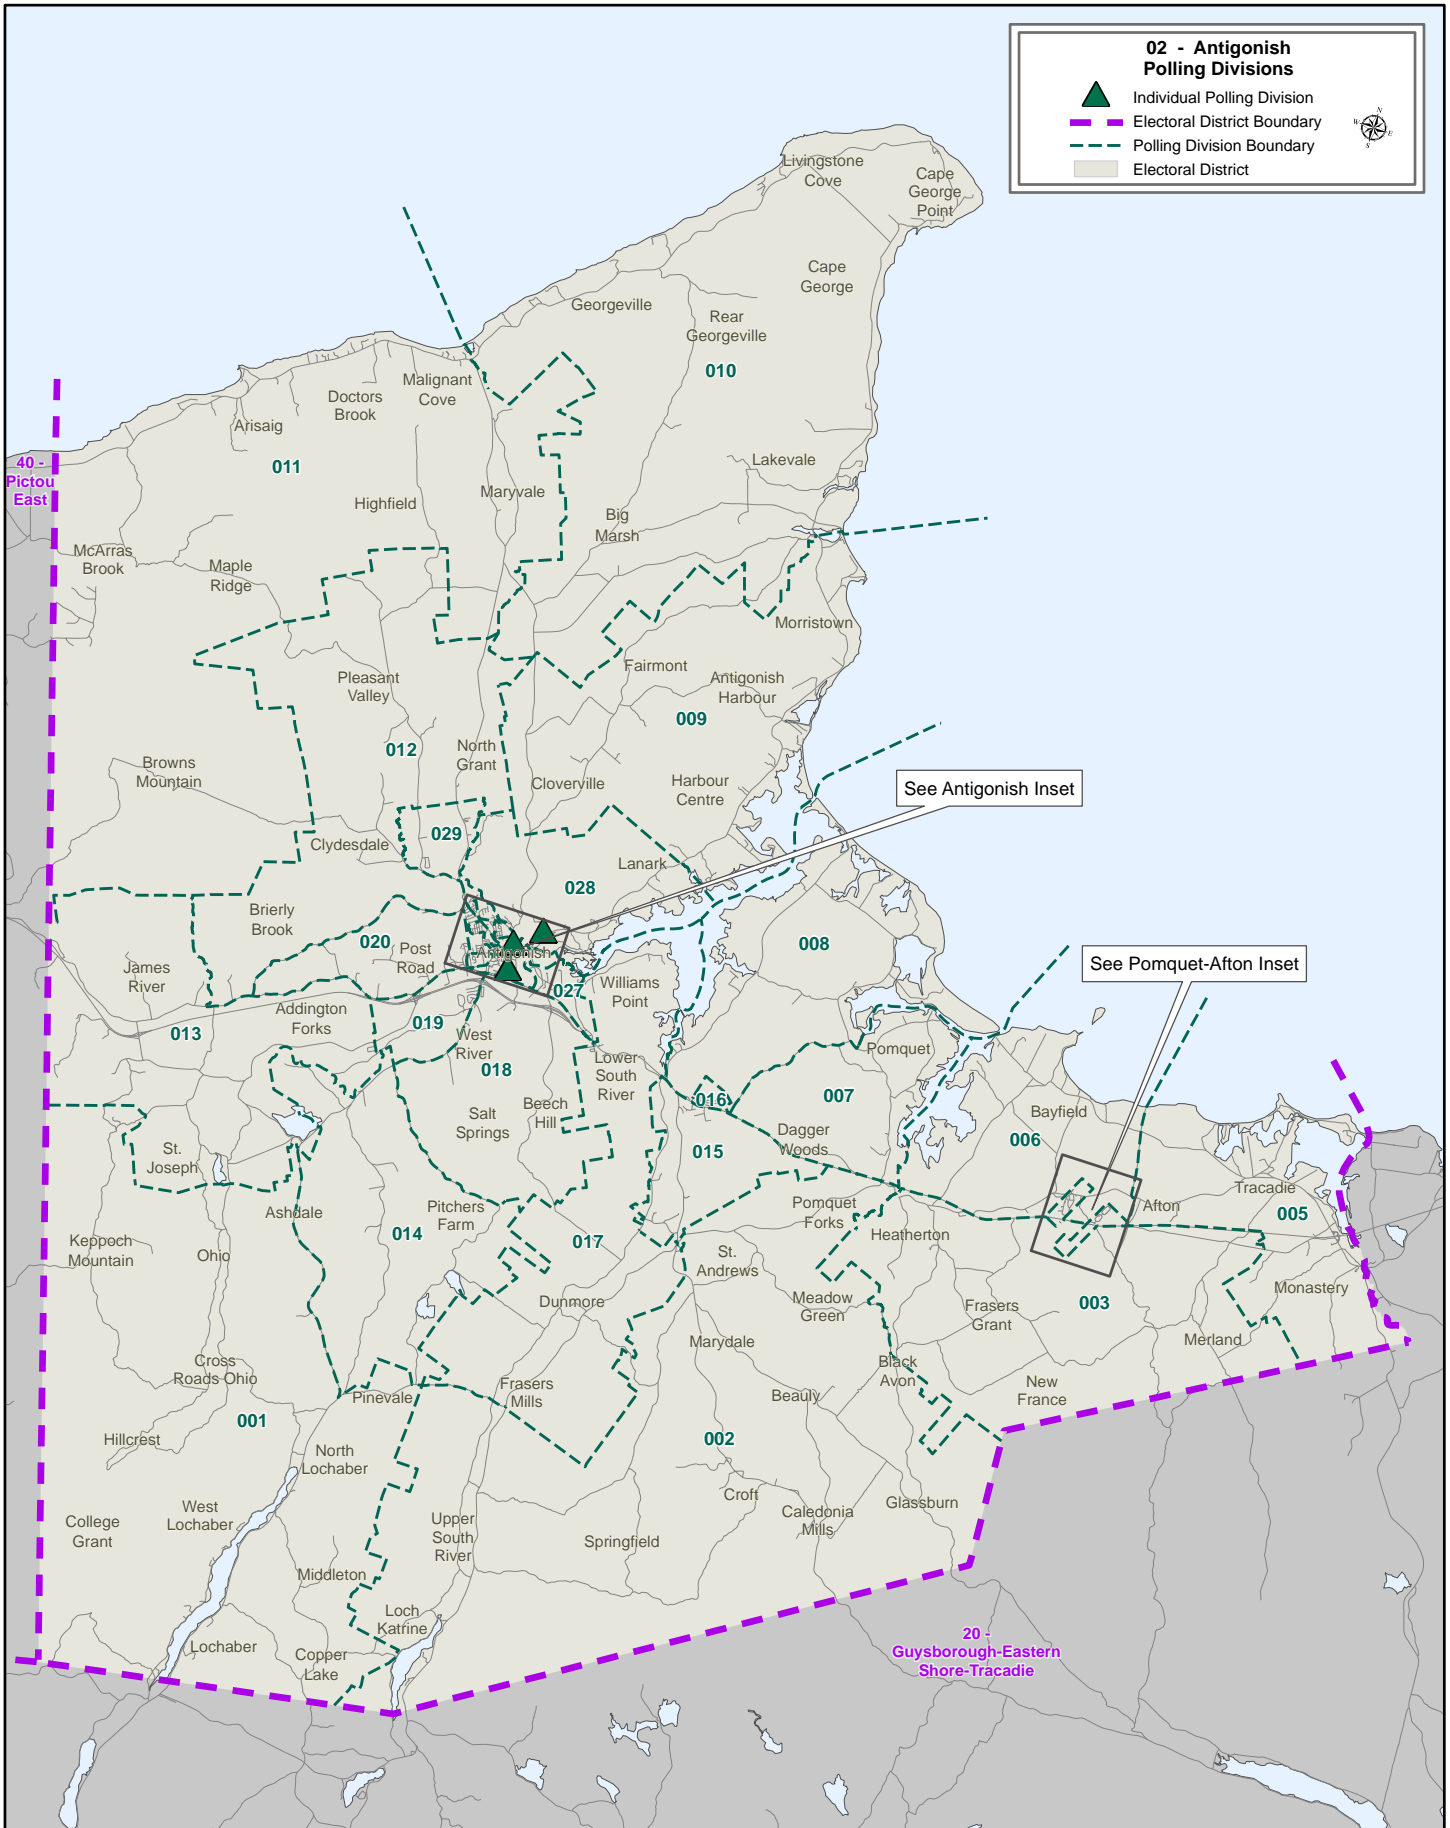 02 - Antigonish
Polling Divisions
Individual Polling Division
Electoral District Boundary
Polling Division Boundary
Electoral District
N
W
E
S
Livingstone
Cove
Cape
George
Point
Cape
George
Georgeville
Rear
Georgeville
010
Malignant
Cove
Doctors
Brook
Arisaig
011
40 -
Pictou
East
Lakevale
Maryvale
Highfield
Big
Marsh
McArras
Brook
Maple
Ridge
Morristown
Fairmont
Antigonish
Harbour
Pleasant
Valley
009
012
North
Grant
Browns
Mountain
Cloverville
Harbour
Centre
See Antigonish Inset
029
Clydesdale
Lanark
028
Brierly
Brook
020
Post
Road
Antigonish
008
See Pomquet-Afton Inset
James
River
Williams
Point
027
Addington
Forks
019
013
West
River
018
Lower
South
River
Pomquet
016
007
Beech
Hill
Salt
Springs
Bayfield
006
Dagger
Woods
015
St.
Joseph
Tracadie
Afton
005
Pitchers
Farm
Ashdale
014
Pomquet
Forks
Heatherton
017
Keppoch
Mountain
Ohio
St.
Andrews
Monastery
Dunmore
Meadow
Green
Frasers
Grant
003
Merland
Marydale
Cross
Roads Ohio
Black
Avon
Pinevale
Frasers
Mills
Beauly
New
France
001
Hillcrest
002
North
Lochaber
Croft
Glassburn
West
Lochaber
Caledonia
Mills
College
Grant
Upper
South
River
Springfield
Middleton
Loch
Katrine
Lochaber
Copper
Lake
20 -
Guysborough-Eastern
Shore-Tracadie